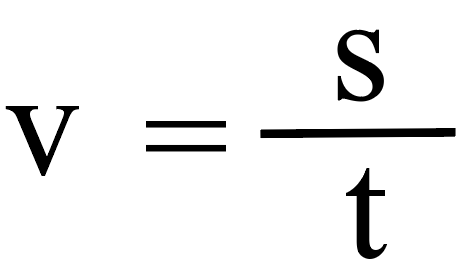 v = s/t